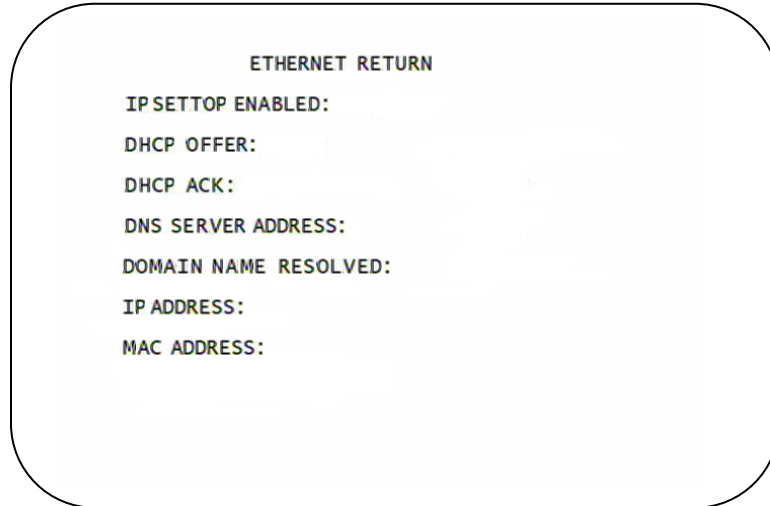 ETHERNET RETURN
IP SETTOP ENABLED:
DHCP OFFER:
DHCP ACK:
DNS SERVER ADDRESS:
DOMAIN NAME RESOLVED:
IP ADDRESS:
MAC ADDRESS: